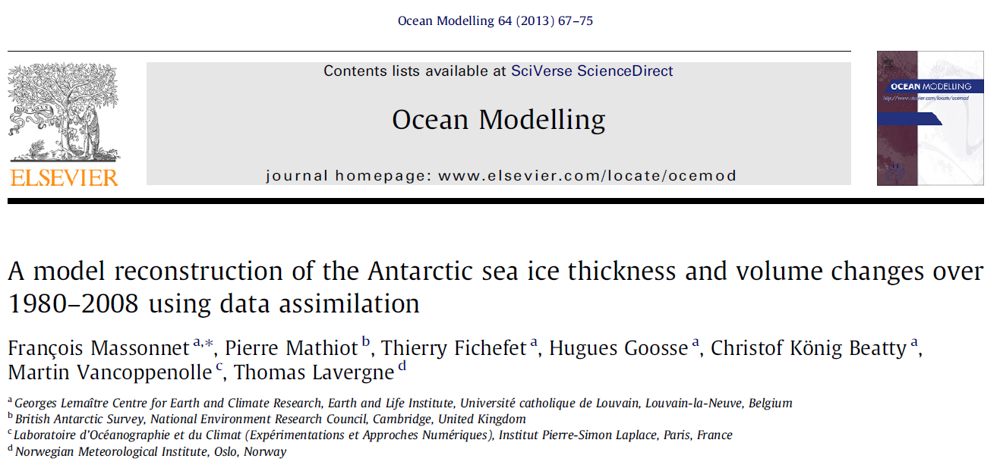 Ocean Modelling 64 (2013) 67–75
Contents lists available at SciVerse ScienceDirect
Ocean Modelling
journal homepage: www.elsevier.com/locate/ocemod
ELSEVIER
OCEAN MODELLING
A model reconstruction of the Antarctic sea ice thickness and volume changes over
1980–2008 using data assimilation
François Massonnet a,*, Pierre Mathiot b, Thierry Fichefet a, Hugues Goosse a, Christof König Beatty a,
Martin Vancoppenolle c, Thomas Lavergne d
a Georges Lemaître Centre for Earth and Climate Research, Earth and Life Institute, Université catholique de Louvain, Louvain-la-Neuve, Belgium
b British Antarctic Survey, National Environment Research Council, Cambridge, United Kingdom
c Laboratoire d'Océanographie et du Climat (Expérimentations et Approches Numériques), Institut Pierre-Simon Laplace, Paris, France
d Norwegian Meteorological Institute, Oslo, Norway